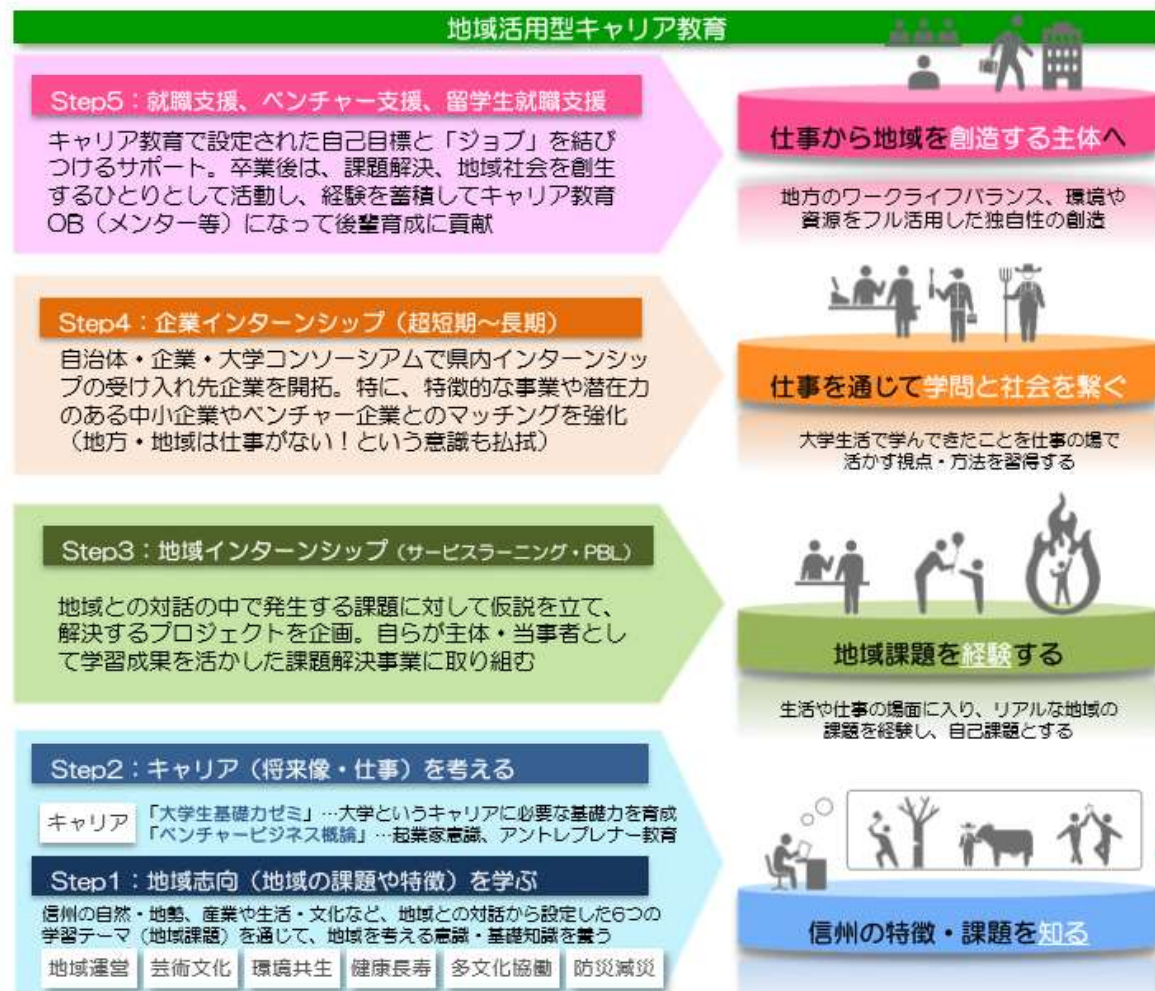 地域活用型キャリア教育
Step5：就職支援、ベンチャー支援、留学生就職支援
キャリア教育で設定された自己目標と「ジョブ」を結び
つけるサポート。卒業後は、課題解決、地域社会を創生
するひとりとして活動し、経験を蓄積してキャリア教育
OB（メンター等）になって後輩育成に貢献
仕事から地域を創造する主体へ
地方のワークライフバランス、環境や
資源をフル活用した独自性の創造
Step4：企業インターンシップ（超短期～長期）
自治体・企業・大学コンソーシアムで県内インターンシッ
プの受け入れ先企業を開拓。特に、特徴的な事業や潜在力
のある中小企業やベンチャー企業とのマッチングを強化
（地方・地域は仕事がない！という意識も払拭）
仕事を通じて学問と社会を繋ぐ
大学生活で学んできたことを仕事の場で
活かす視点・方法を習得する
Step3：地域インターンシップ（サービスラーニング・PBL）
地域との対話の中で発生する課題に対して仮説を立て、
解決するプロジェクトを企画。自らが主体・当事者とし
て学習成果を活かした課題解決事業に取り組む
地域課題を経験する
生活や仕事の場面に入り、リアルな地域の
課題を経験し、自己課題とする
Step2：キャリア（将来像・仕事）を考える
キャリア
「大学生基礎力ゼミ」…大学というキャリアに必要な基礎力を育成
「ベンチャービジネス概論」…起業家意識、アントレプレナー教育
Step1：地域志向（地域の課題や特徴）を学ぶ
信州の自然・地勢、産業や生活・文化など、地域との対話から設定した6つの
学習テーマ（地域課題）を通じて、地域を考える意識・基礎知識を養う
地域運営 芸術文化 環境共生 健康長寿 多文化協働 防災減災
信州の特徴・課題を知る